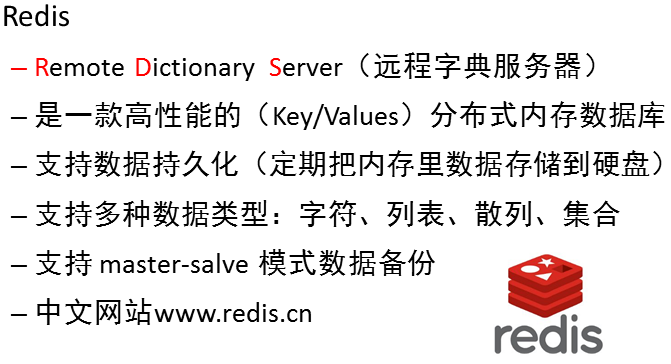 Redis
– Remote Dictionary Server（远程字典服务器）
– 是一款高性能的（Key/Values）分布式内存数据库
– 支持数据持久化（定期把内存里数据存储到硬盘）
– 支持多种数据类型：字符、列表、散列、集合
– 支持 master-salve 模式数据备份
– 中文网站www.redis.cn
redis